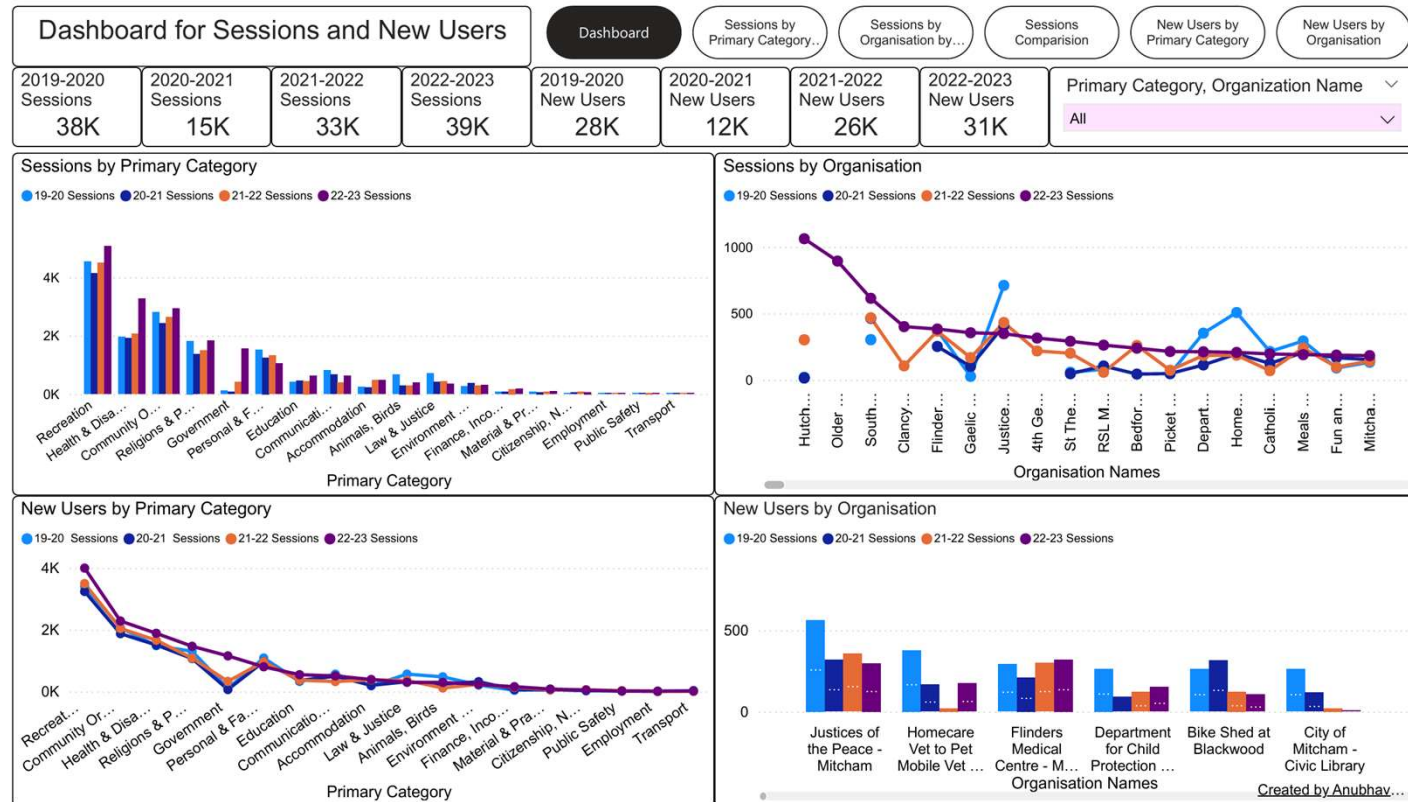 Dashboard for Sessions and New Users
Dashboard
Sessions by
Primary Category..
Sessions by
Organisation by…
Sessions
Comparision
New Users by
Primary Category
New Users by
Organisation
2019-2020
Sessions
38K
2020-2021
Sessions
15K
2021-2022
Sessions
33K
2022-2023
Sessions
39K
2019-2020
New Users
28K
2020-2021
New Users
12K
2021-2022
New Users
26K
2022-2023
New Users
31K
Primary Category, Organization Name
All
Sessions by Primary Category
19-20 Sessions 20-21 Sessions 21-22 Sessions 22-23 Sessions
4K
2K
0K
Recreation
Health & Disa…
Community O…
Religions & P…
Government
Personal & F…
Education
Communicati…
Accommodation
Animals, Birds
Law & Justice
Environment …
Finance, Inco…
Material & Pr…
Citizenship, N…
Employment
Public Safety
Transport
Primary Category
Sessions by Organisation
19-20 Sessions 20-21 Sessions 21-22 Sessions 22-23 Sessions
1000
500
0
Hutch…
Older …
South…
Clancy…
Flinder…
Gaelic …
Justice…
4th Ge…
St The…
RSL M…
Bedfor…
Picket …
Depart…
Home…
Catholi…
Meals …
Fun an…
Mitcha…
Organisation Names
New Users by Primary Category
19-20 Sessions 20-21 Sessions 21-22 Sessions 22-23 Sessions
4K
2K
0K
Recreat…
Community Or…
Health & Disa…
Religions & P…
Government
Personal & Fa…
Education
Communicatio…
Accommodation
Law & Justice
Animals, Birds
Environment …
Finance, Inco…
Material & Pra…
Citizenship, N…
Public Safety
Employment
Transport
Primary Category
New Users by Organisation
19-20 Sessions 20-21 Sessions 21-22 Sessions 22-23 Sessions
500
0
Justices of
the Peace -
Mitcham
Homecare
Vet to Pet
Mobile Vet …
Flinders
Medical
Centre - M…
Department
for Child
Protection …
Bike Shed at
Blackwood
City of
Mitcham -
Civic Library
Organisation Names
Created by Anubhav…